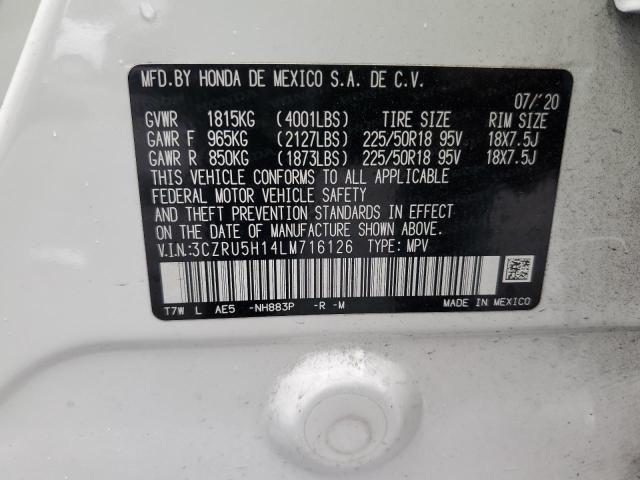 MFD.BY HONDA DE MEXICO S.A. DE C.V.
07/'20
GVWR 1815KG (4001LBS) TIRE SIZE RIM SIZE
GAWR F 965KG (2127LBS) 225/50R18 95V 18X7.5J
GAWR R 850KG (1873LBS) 225/50R18 95V 18X7.5J
THIS VEHICLE CONFORMS TO ALL APPLICABLE
FEDERAL MOTOR VEHICLE SAFETY
AND THEFT PREVENTION STANDARDS IN EFFECT
ON THE DATE OF MANUFACTURE SHOWN ABOVE.
V.I.N.:3CZRU5H14LM716126 TYPE: MPV
T7W L AE5 -NH883P -R -M MADE IN MEXICO